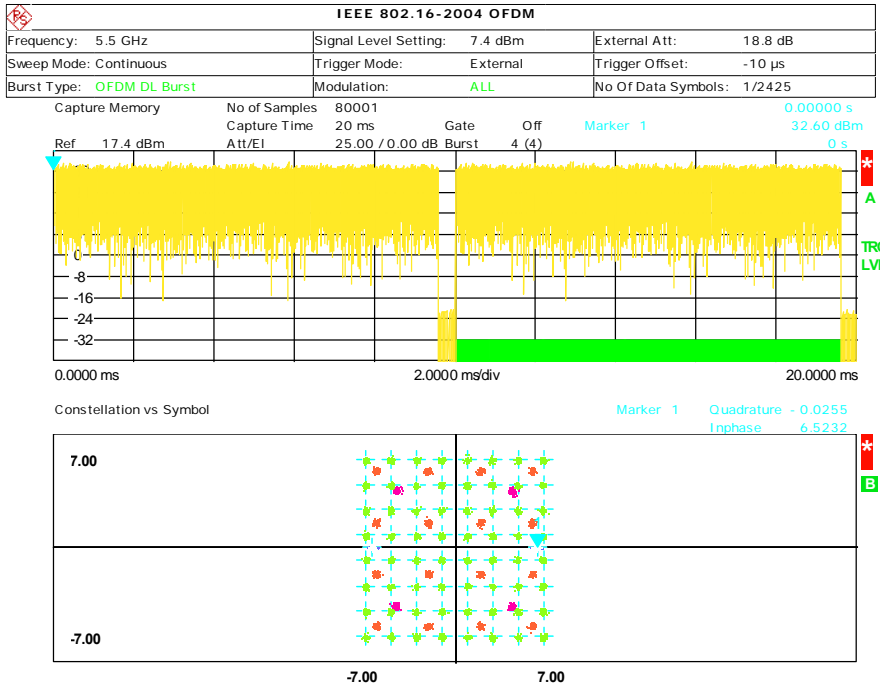 IEEE 802.16-2004 OFDM
Frequency: 5.5 GHz Signal Level Setting: 7.4 dBm External Att: 18.8 dB
Sweep Mode: Continuous Trigger Mode: External Trigger Offset: -10 µs
Burst Type: OFDM DL Burst Modulation: ALL No Of Data Symbols: 1/2425
Capture Memory No of Samples 80001 0.00000 s
Capture Time 20 ms Gate Off Marker 1 32.60 dBm
Ref 17.4 dBm Att/El 25.00 / 0.00 dB Burst 4 (4) 0 s
*
A
0
TRG
-8
LVL
-16
-24
-32
0.0000 ms 2.0000 ms/div 20.0000 ms
Constellation vs Symbol Marker 1 Quadrature - 0.0255
Inphase 6.5232
*
7.00
B
-7.00
-7.00 7.00